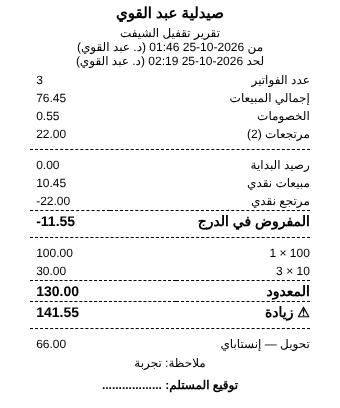 صيدلية عبد القوي
تقرير تقفيل الشيفت
من 2026-10-25 01:46 (د. عبد القوي)
لحد 2026-10-25 02:19 (د. عبد القوي)
عدد الفواتير 3
إجمالي المبيعات 76.45
الخصومات 0.55
مرتجعات (2) 22.00
رصيد البداية 0.00
مبيعات نقدي 10.45
مرتجع نقدي -22.00
المفروض في الدرج -11.55
100 × 1 100.00
10 × 3 30.00
المعدود 130.00
⚠ زيادة 141.55
تحويل — إنستاباي 66.00
ملاحظة: تجربة
توقيع المستلم: ..................